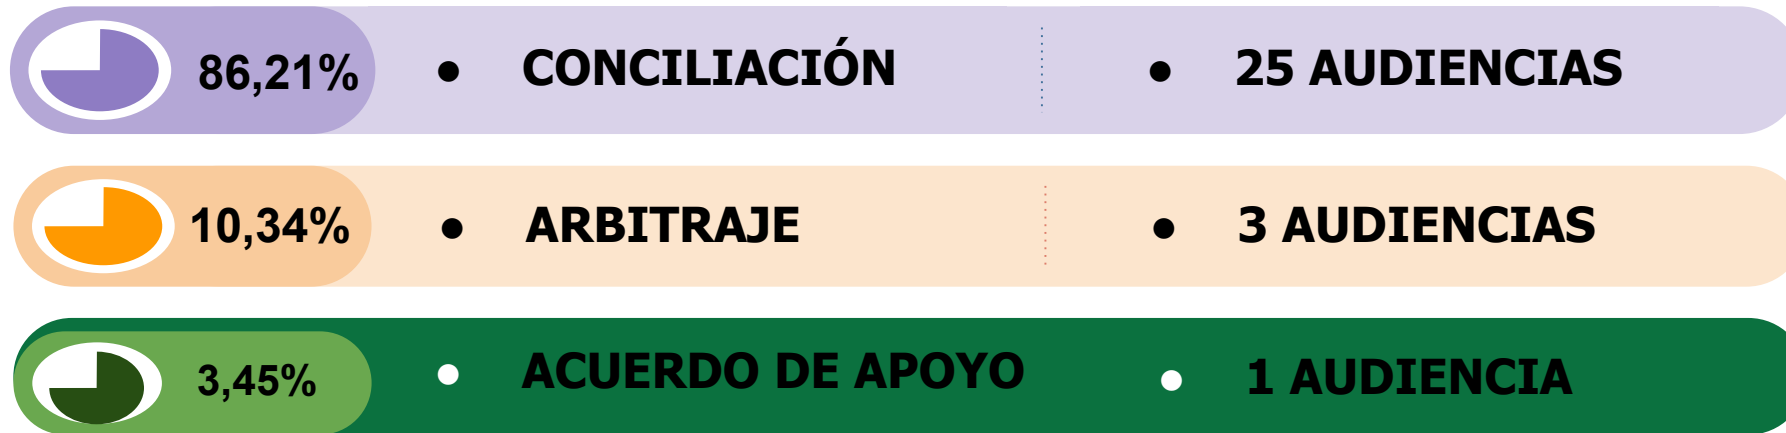 86,21% • CONCILIACIÓN • 25 AUDIENCIAS
10,34% • ARBITRAJE • 3 AUDIENCIAS
3,45% • ACUERDO DE APOYO • 1 AUDIENCIA